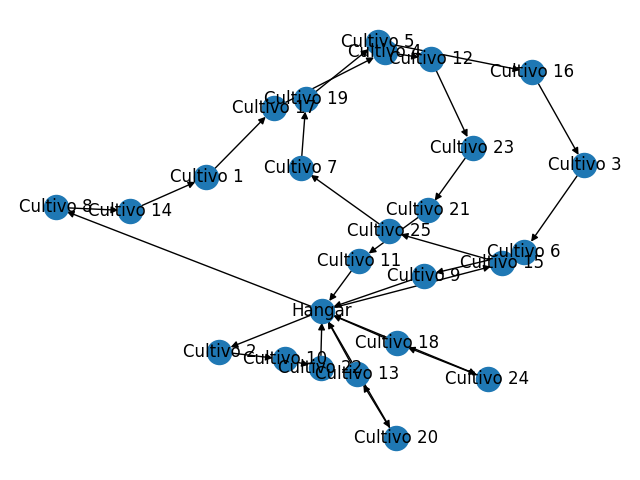 Cultivo 5
Cultivo 4
Cultivo 12
Cultivo 16
Cultivo 19
Cultivo 17
Cultivo 23
Cultivo 3
Cultivo 7
Cultivo 1
Cultivo 8
Cultivo 14
Cultivo 21
Cultivo 25
Cultivo 6
Cultivo 15
Cultivo 11
Cultivo 9
Hangar
Cultivo 18
Cultivo 2
Cultivo 10
Cultivo 22
Cultivo 13
Cultivo 24
Cultivo 20